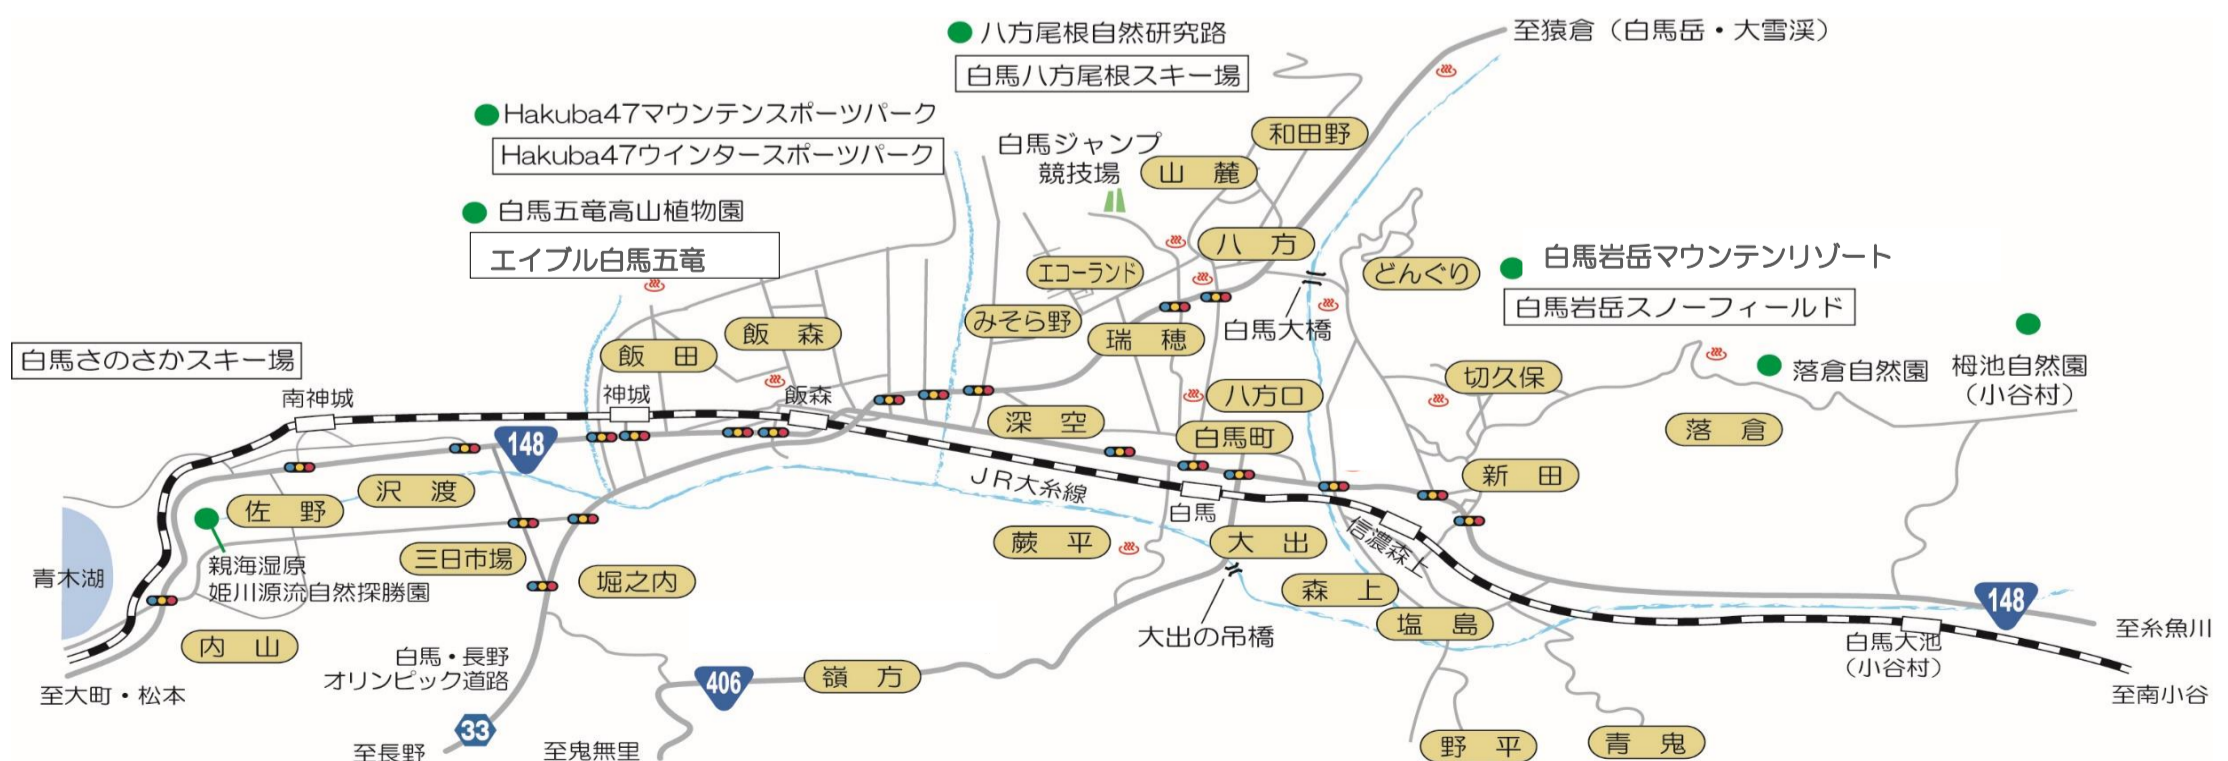 八方尾根自然研究路
白馬八方尾根スキー場
至猿倉（白馬岳・大雪渓）
Hakuba47マウンテンスポーツパーク
Hakuba47ウインタースポーツパーク
白馬ジャンプ
競技場
和田野
山麓
白馬五竜高山植物園
エイブル白馬五竜
八方
エコーランド
どんぐり
白馬岩岳マウンテンリゾート
白馬岩岳スノーフィールド
みそら野
飯森
飯田
瑞穂
白馬大橋
白馬さのさかスキー場
切久保
落倉自然園
栂池自然園
（小谷村）
南神城
神城
飯森
八方口
深空
白馬町
落倉
148
新田
沢渡
佐野
JR大糸線
白馬
信濃森上
蕨平
大出
三日市場
親海湿原
姫川源流自然探勝園
青木湖
堀之内
森上
塩島
大出の吊橋
148
至糸魚川
内山
白馬・長野
オリンピック道路
406
嶺方
白馬大池
（小谷村）
至大町・松本
至南小谷
33
至長野
至鬼無里
野平
青鬼